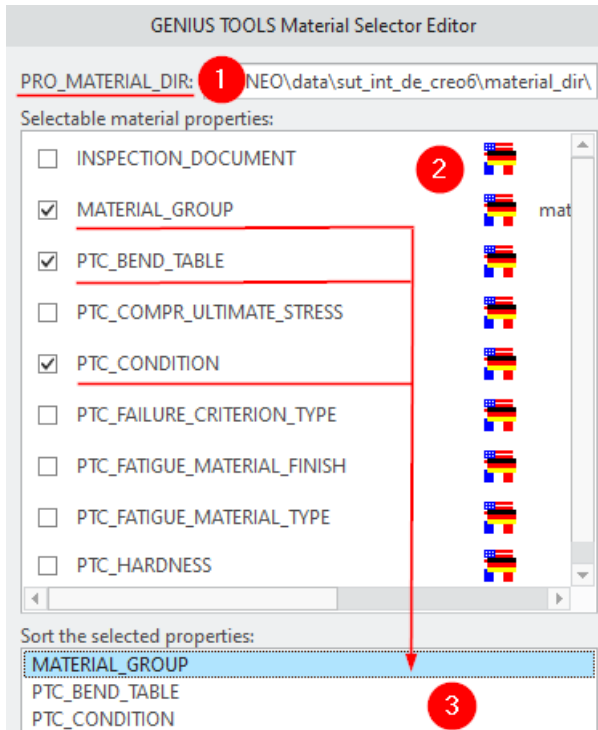 GENIUS TOOLS Material Selector Editor
PRO_MATERIAL_DIR: 1 NEO\data\sut_int_de_creo6\material_dir\
Selectable material properties:
INSPECTION_DOCUMENT 2
MATERIAL_GROUP mat
PTC_BEND_TABLE
PTC_COMPR_ULTIMATE_STRESS
PTC_CONDITION
PTC_FAILURE_CRITERION_TYPE
PTC_FATIGUE_MATERIAL_FINISH
PTC_FATIGUE_MATERIAL_TYPE
PTC_HARDNESS
Sort the selected properties:
MATERIAL_GROUP
PTC_BEND_TABLE
PTC_CONDITION 3